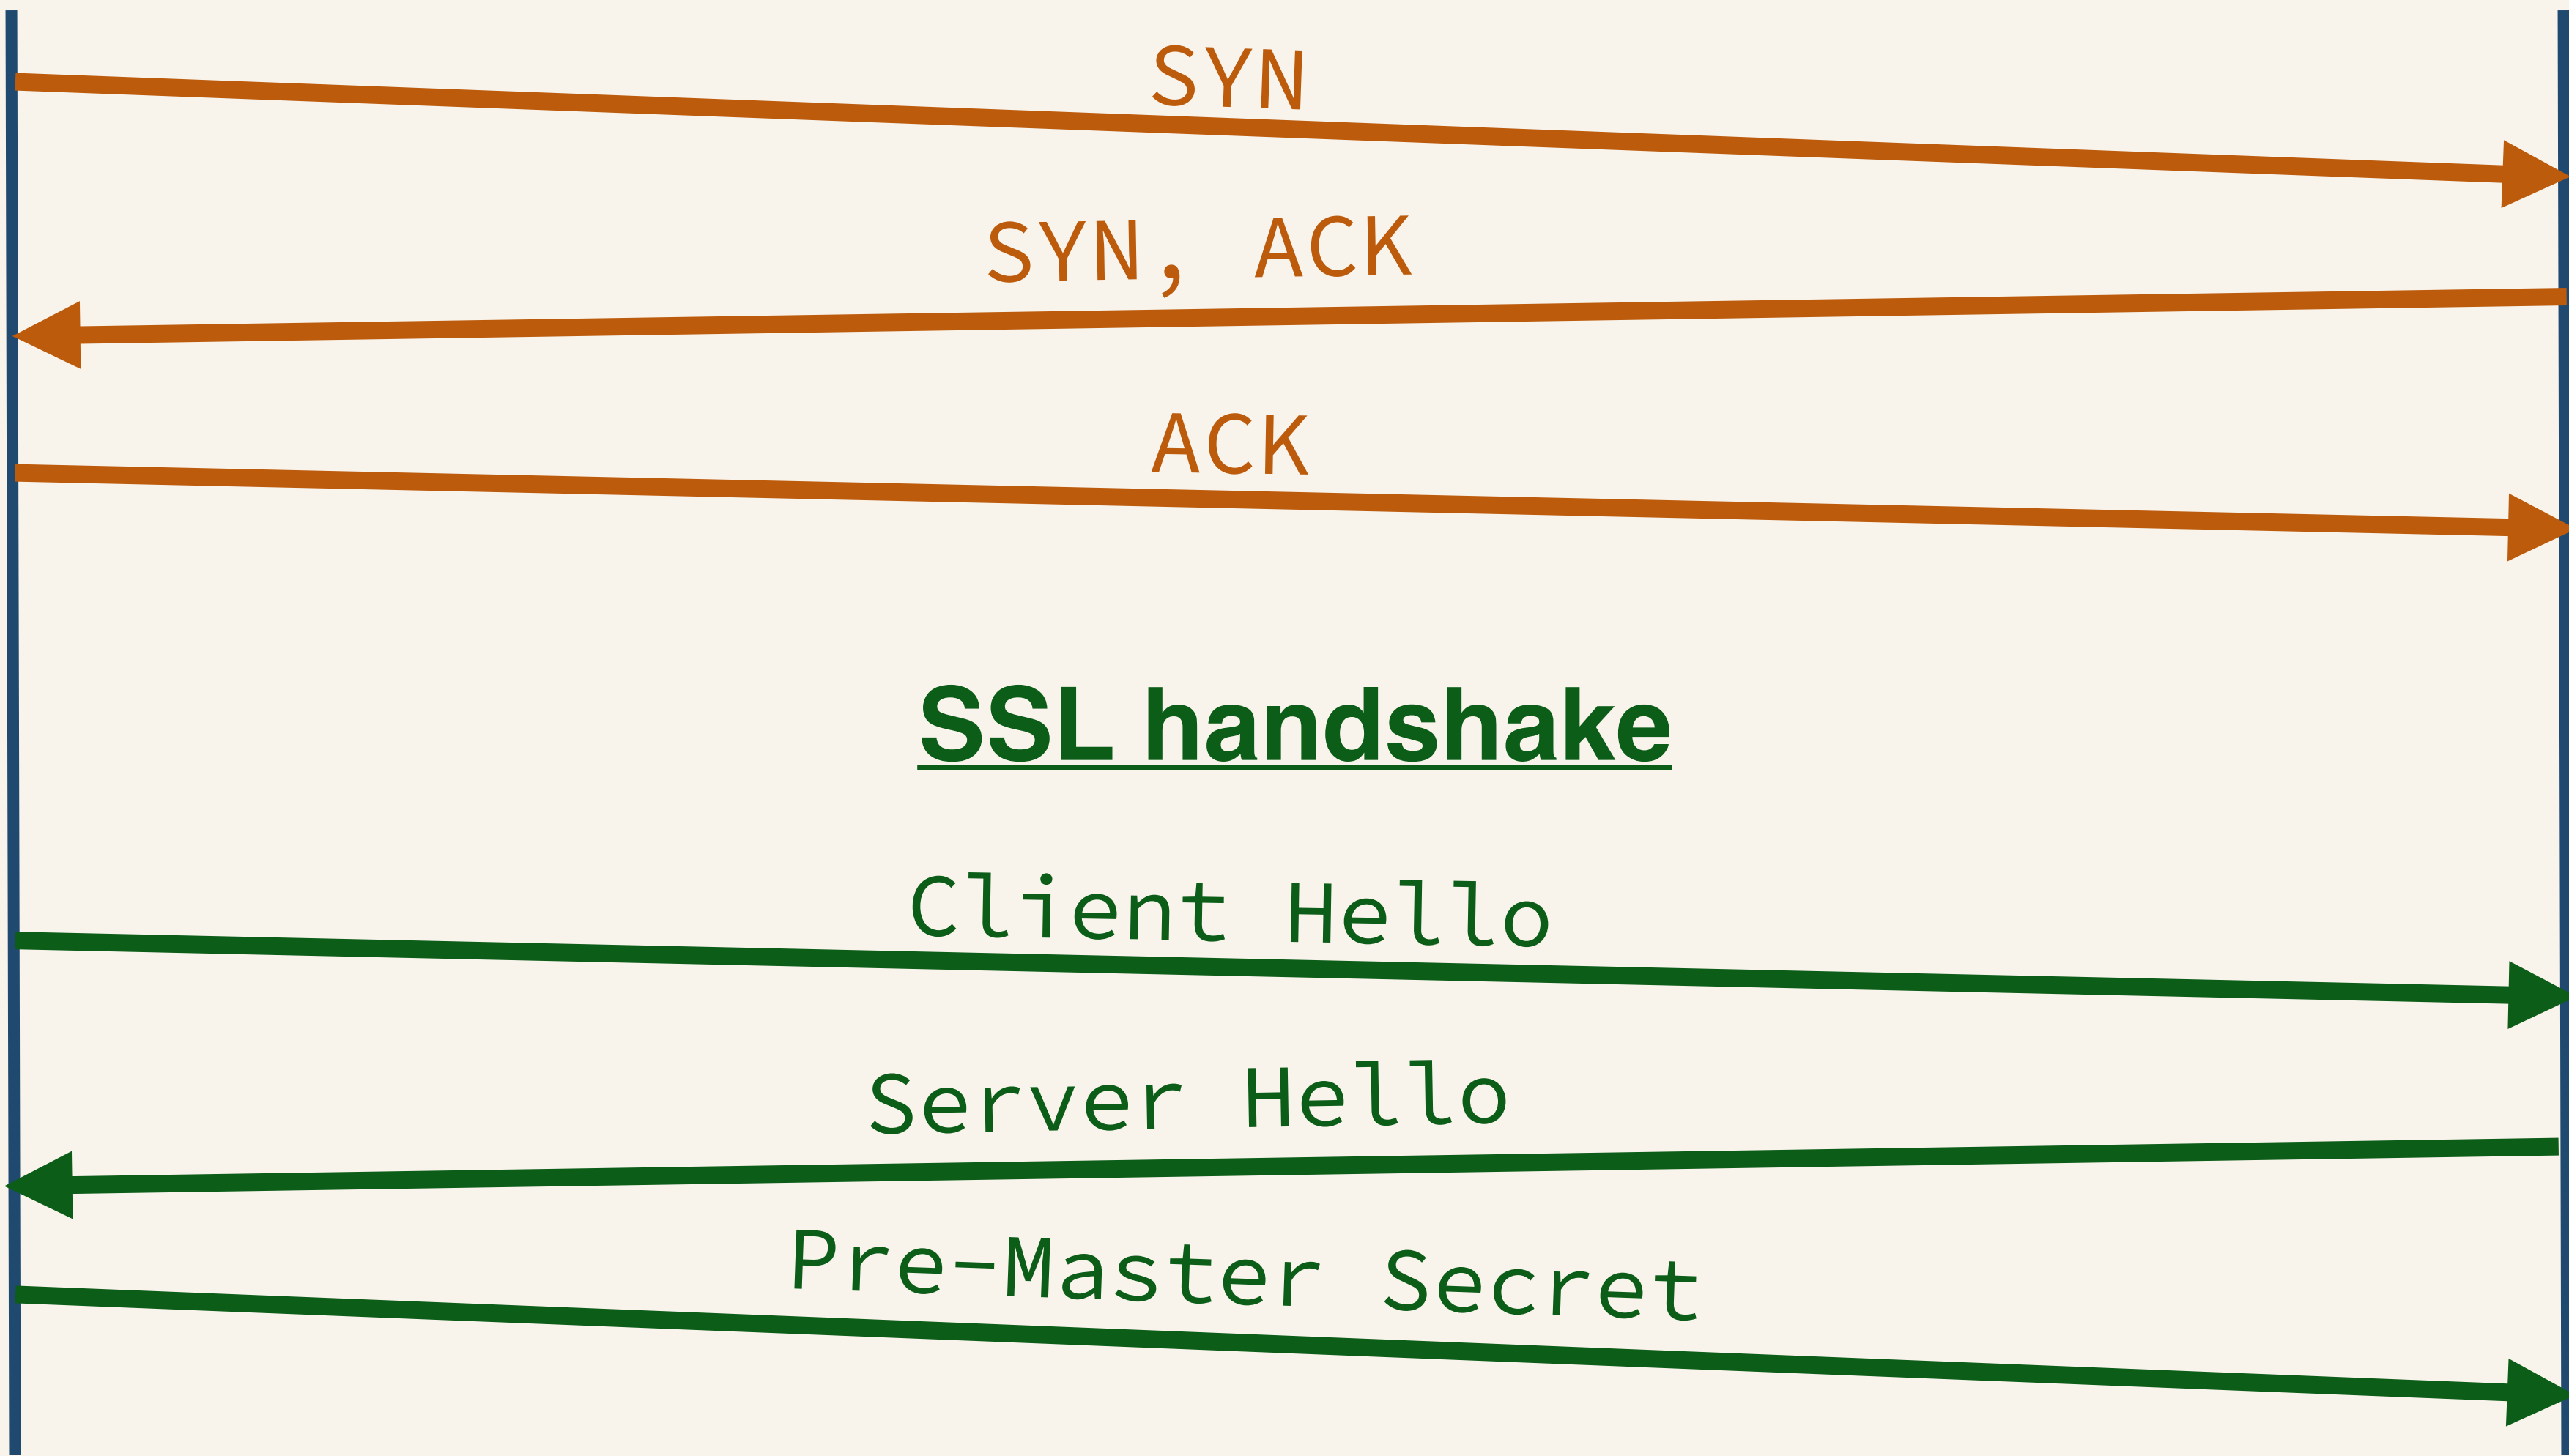 SYN
SYN, ACK
ACK
SSL handshake
Client Hello
Server Hello
Pre-Master Secret